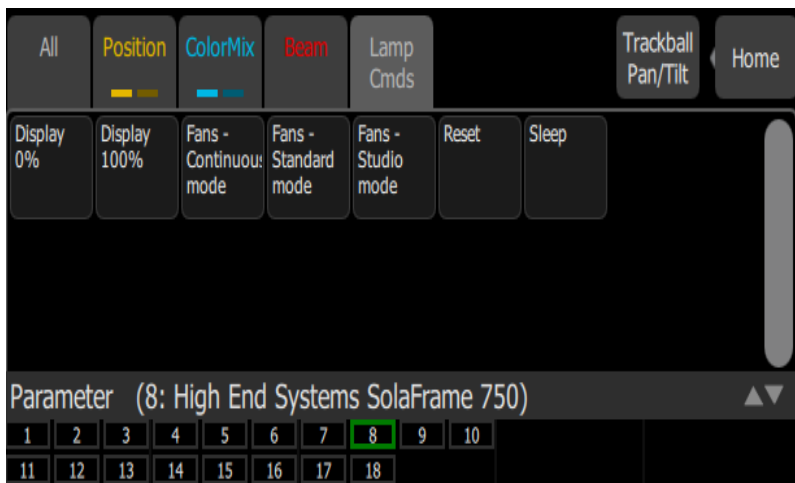 All Position ColorMix Beam Lamp Cmds Trackball Pan/Tilt Home
Display 0%
Display 100%
Fans - Continuous mode
Fans - Standard mode
Fans - Studio mode
Reset
Sleep
Parameter (8: High End Systems SolaFrame 750)
1 2 3 4 5 6 7 8 9 10
11 12 13 14 15 16 17 18